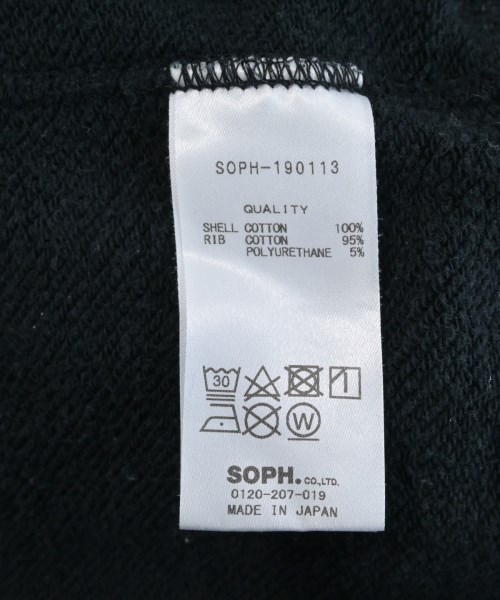 SOPH-190113
QUALITY
SHELL COTTON 100%
RIB COTTON 95%
POLYURETHANE 5%
30
W
SOPH. CO.,LTD.
0120-207-019
MADE IN JAPAN